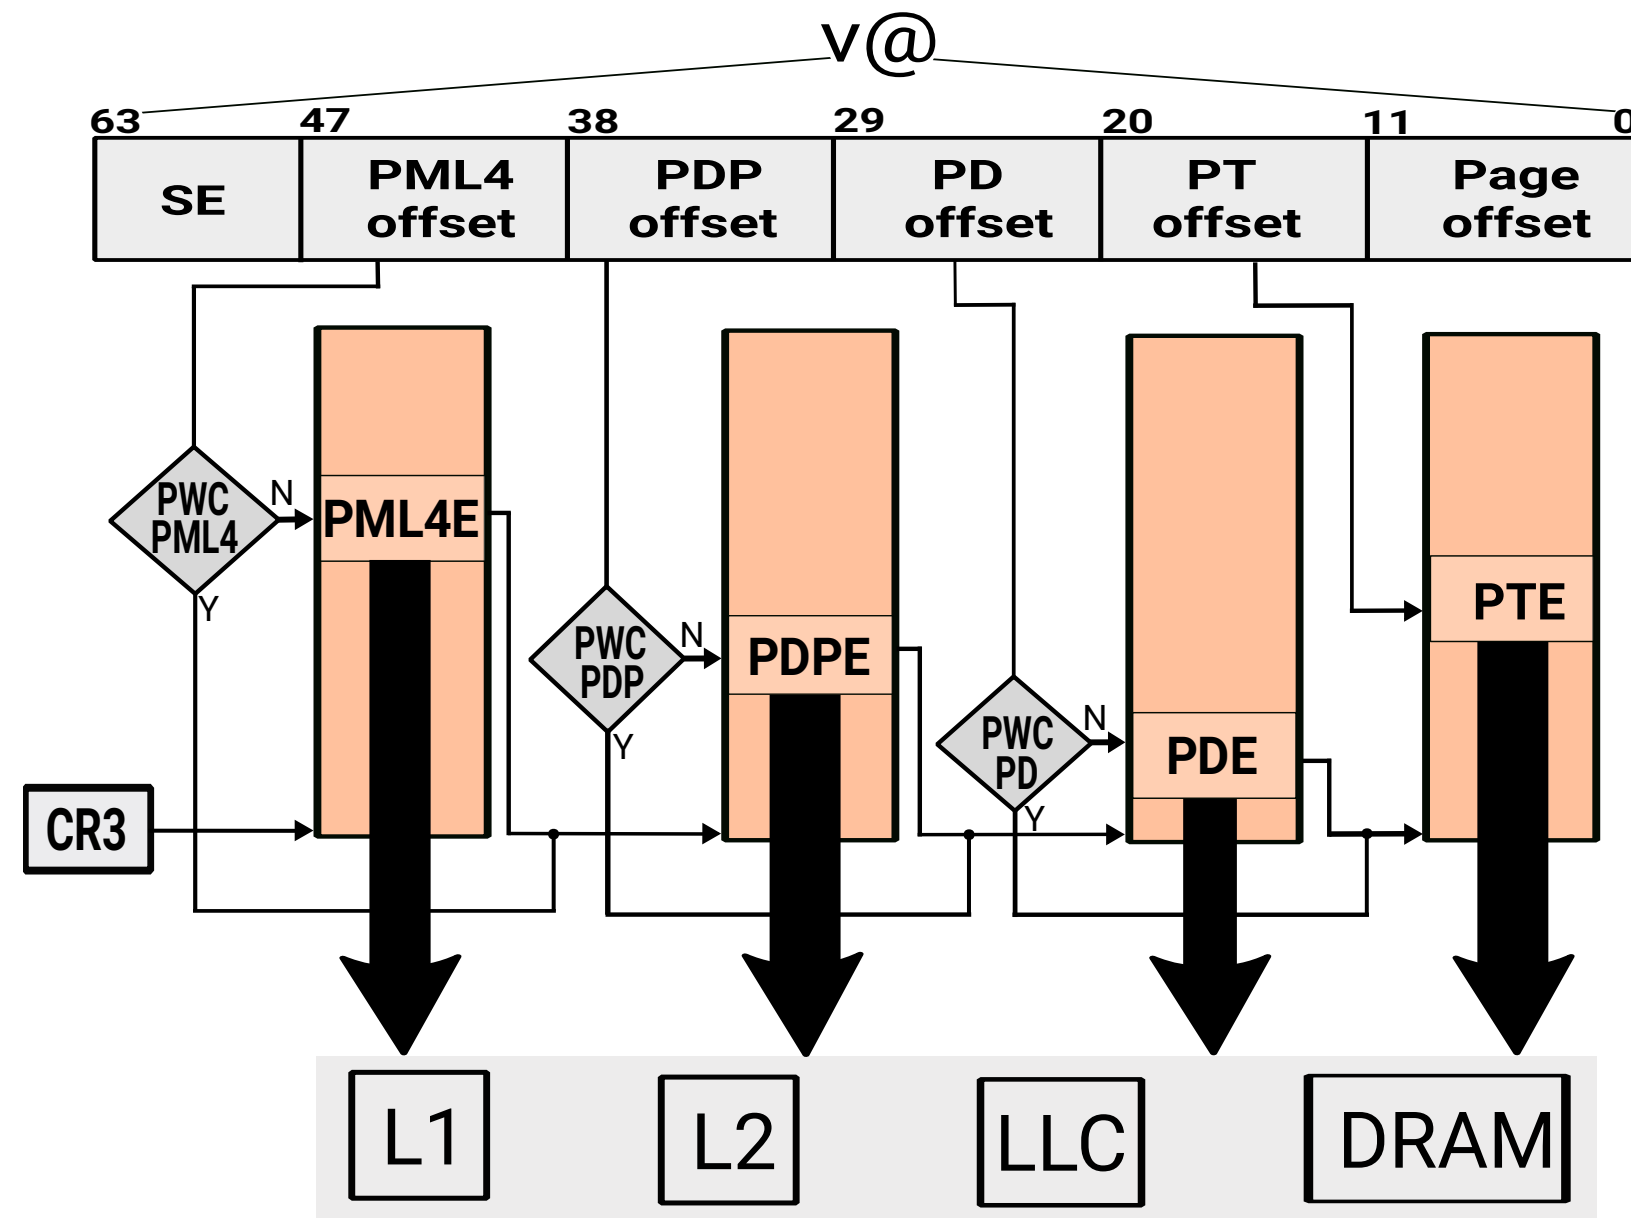 v@
63 47 38 29 20 11 0
SE
PML4
offset
PDP
offset
PD
offset
PT
offset
Page
offset
PWC
PML4
N
Y
PML4E
PWC
PDP
N
Y
PDPE
PWC
PD
N
Y
PDE
PTE
CR3
L1
L2
LLC
DRAM